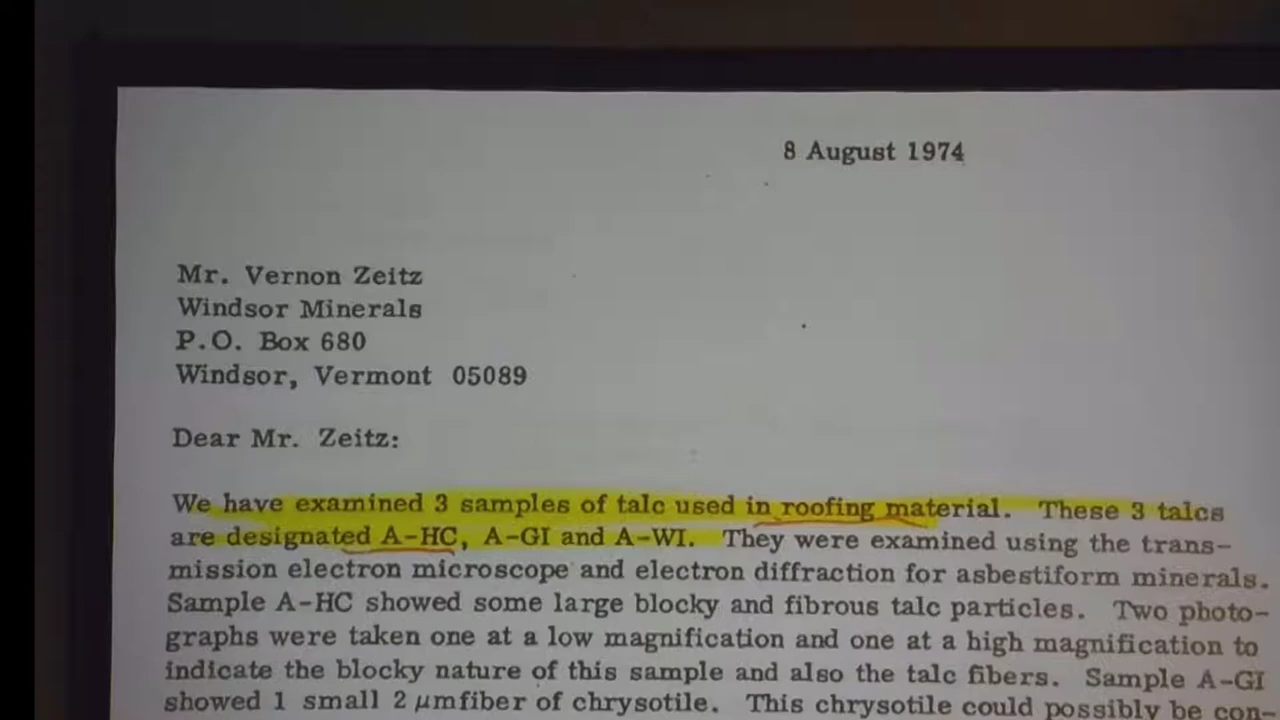 8 August 1974
Mr. Vernon Zeitz
Windsor Minerals
P.O. Box 680
Windsor, Vermont 05089
Dear Mr. Zeitz:
We have examined 3 samples of talc used in roofing material. These 3 talcs
are designated A-HC, A-GI and A-WI. They were examined using the trans-
mission electron microscope and electron diffraction for asbestiform minerals.
Sample A-HC showed some large blocky and fibrous talc particles. Two photo-
graphs were taken one at a low magnification and one at a high magnification to
indicate the blocky nature of this sample and also the talc fibers. Sample A-GI
showed 1 small 2 μmfiber of chrysotile. This chrysotile could possibly be con-